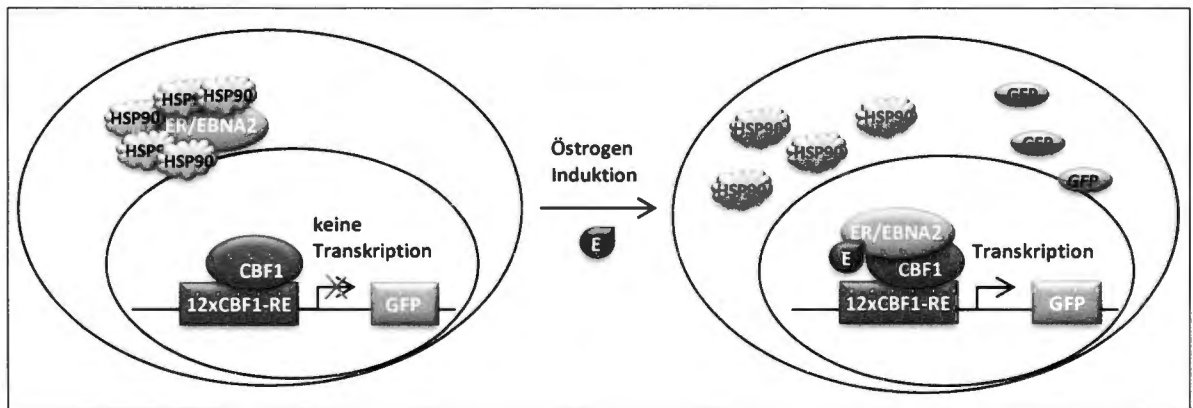 HSP90
HSP90
ER/EBNA2
HSP90
keine
Transkription
CBF1
12xCBF1-RE
GFP
Östrogen
Induktion
E
HSP90
HSP90
HSP90
HSP90
GFP
GFP
GFP
ER/EBNA2
E
CBF1
Transkription
12xCBF1-RE
GFP